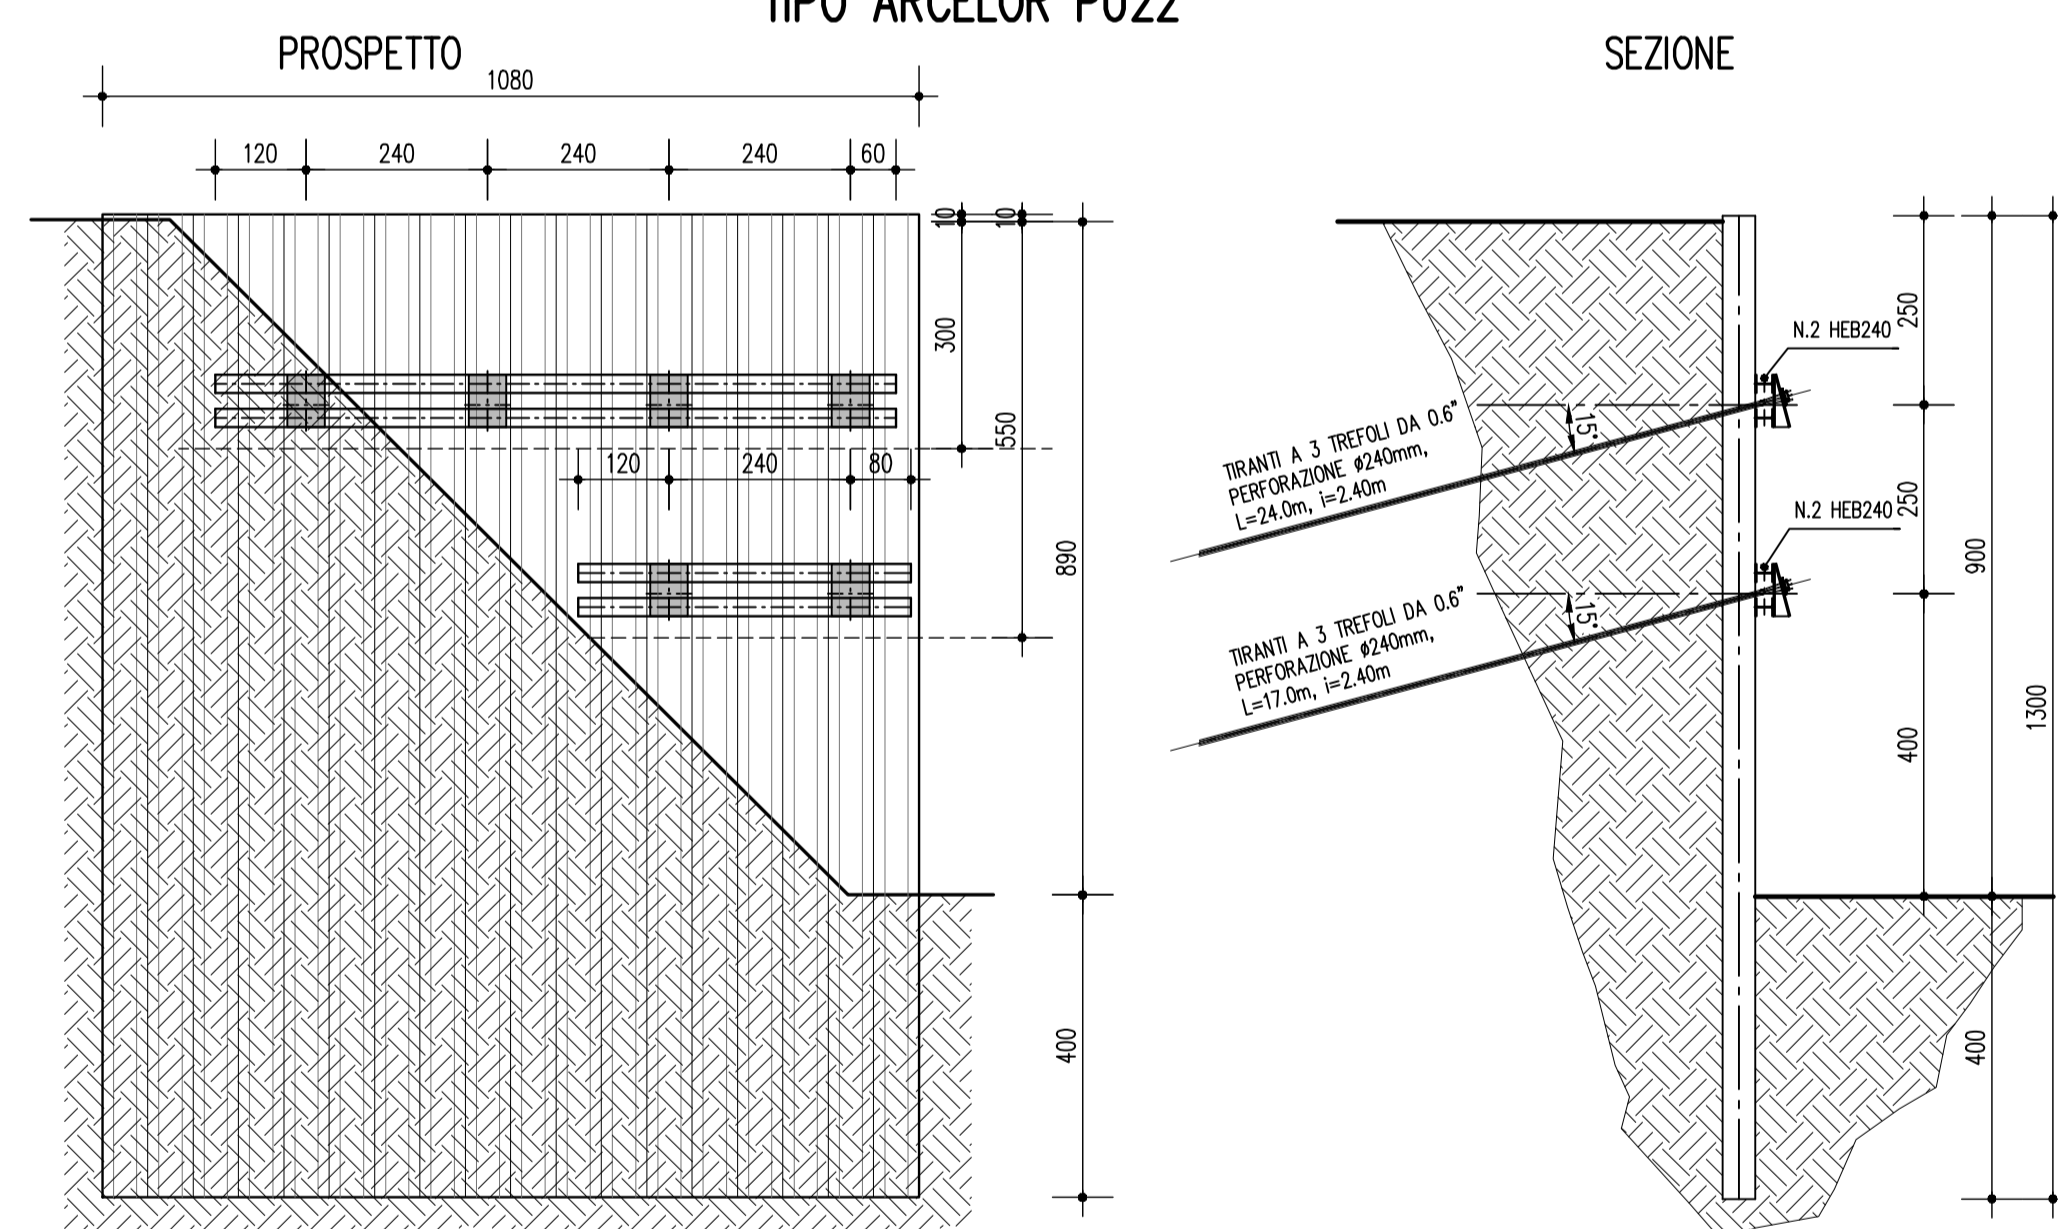 TIPO ARCELOR PU22
PROSPETTO
SEZIONE
1080
120
240
240
240
60
10
10
300
550
890
400
120
240
80
250
N.2 HEB240
15°
TIRANTI A 3 TREFOLI DA 0.6"
PERFORAZIONE ø240mm,
L=24.0m, i=2.40m
250
N.2 HEB240
900
15°
TIRANTI A 3 TREFOLI DA 0.6"
PERFORAZIONE ø240mm,
L=17.0m, i=2.40m
400
1300
400